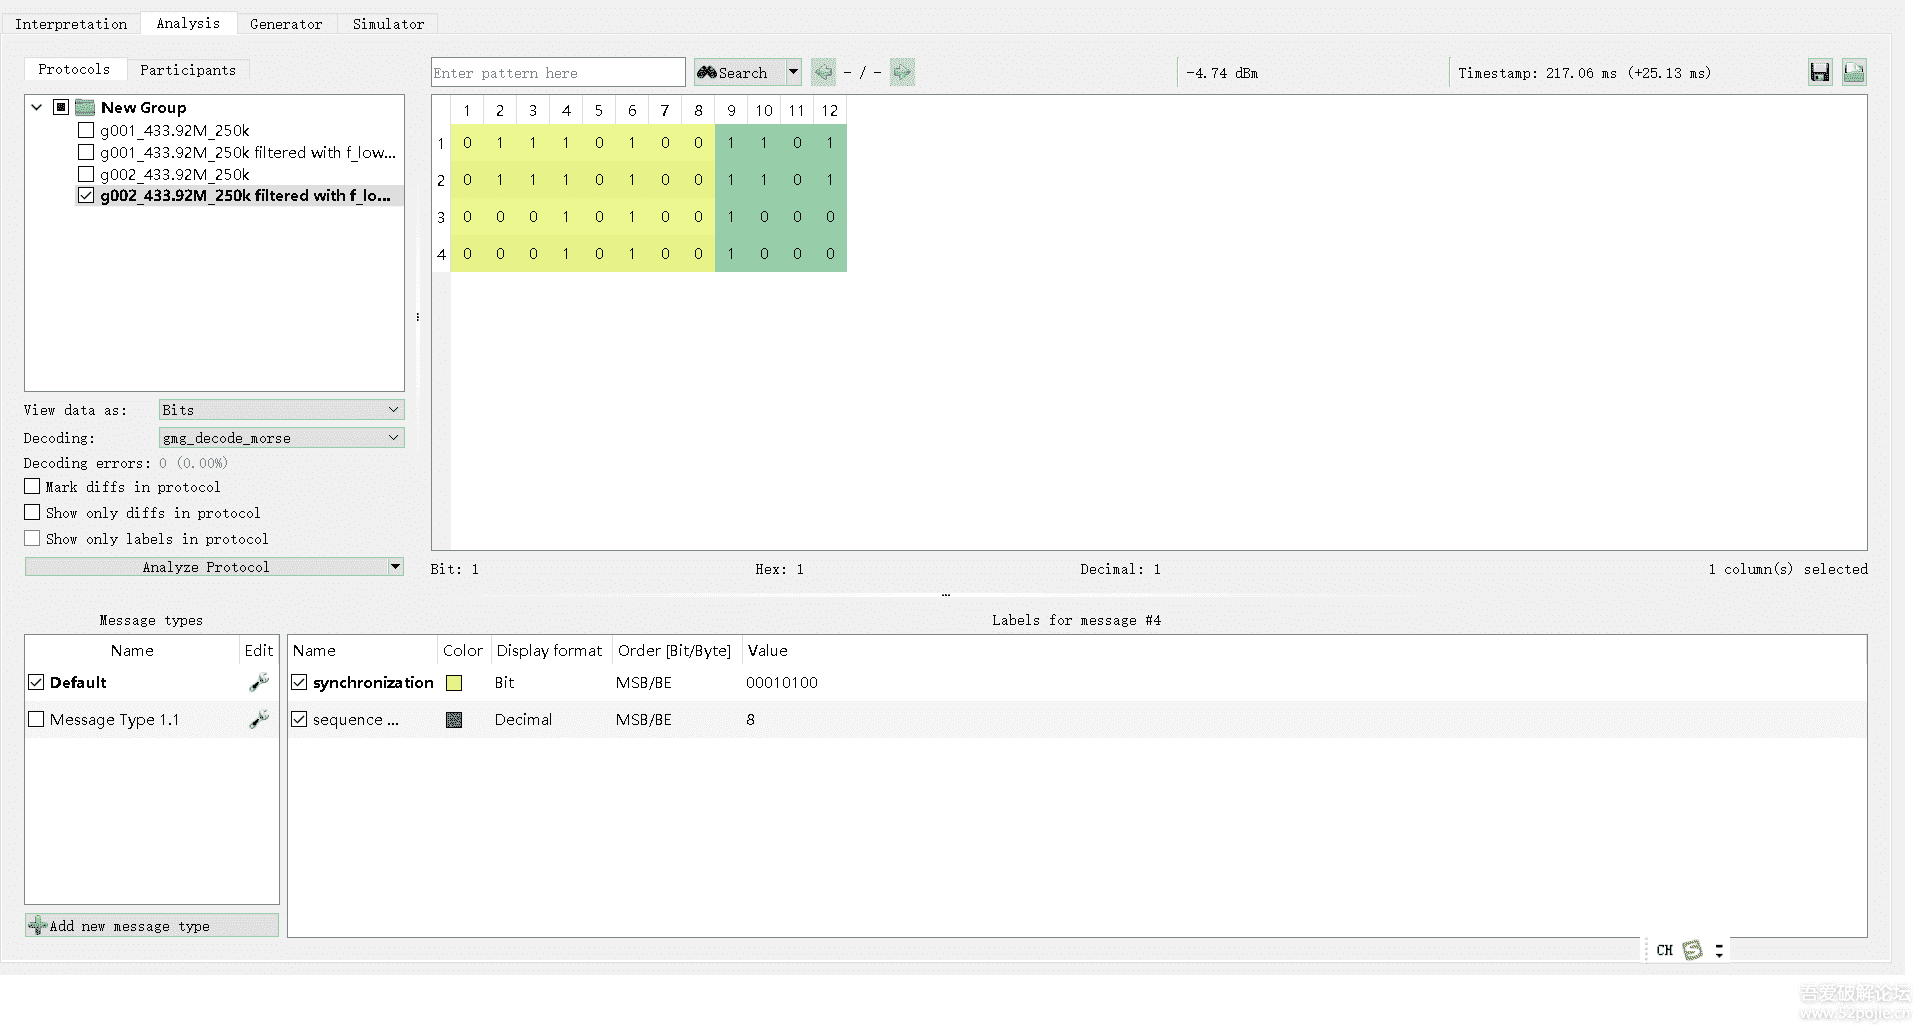 Interpretation Analysis Generator Simulator
Protocols Participants
New Group
g001_433.92M_250k
g001_433.92M_250k filtered with f_low...
g002_433.92M_250k
g002_433.92M_250k filtered with f_lo...
View data as: Bits
Decoding: gmg_decode_morse
Decoding errors: 0 (0.00%)
Mark diffs in protocol
Show only diffs in protocol
Show only labels in protocol
Analyze Protocol
Enter pattern here Search - / - -4.74 dBm Timestamp: 217.06 ms (+25.13 ms)
1 2 3 4 5 6 7 8 9 10 11 12
1 0 1 1 1 0 1 0 0 1 1 0 1
2 0 1 1 1 0 1 0 0 1 1 0 1
3 0 0 0 1 0 1 0 0 1 0 0 0
4 0 0 0 1 0 1 0 0 1 0 0 0
Bit: 1 Hex: 1 Decimal: 1 1 column(s) selected
Message types
Name Edit
Default
Message Type 1.1
Add new message type
Labels for message #4
Name Color Display format Order [Bit/Byte] Value
synchronization Bit MSB/BE 00010100
sequence ... Decimal MSB/BE 8
CH
吾爱破解论坛
www.52pojie.cn